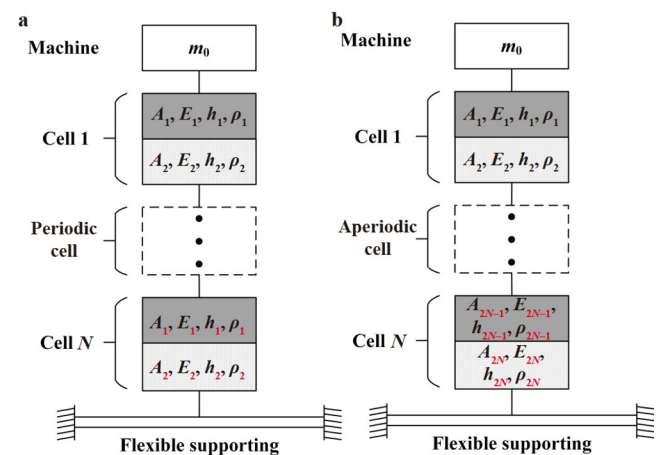 a
Machine
m₀
Cell 1
A₁, E₁, h₁, ρ₁
A₂, E₂, h₂, ρ₂
Periodic
cell
Cell N
A₁, E₁, h₁, ρ₁
A₂, E₂, h₂, ρ₂
Flexible supporting
b
Machine
m₀
Cell 1
A₁, E₁, h₁, ρ₁
A₂, E₂, h₂, ρ₂
Aperiodic
cell
Cell N
A₂N₋₁, E₂N₋₁,
h₂N₋₁, ρ₂N₋₁
A₂N, E₂N,
h₂N, ρ₂N
Flexible supporting